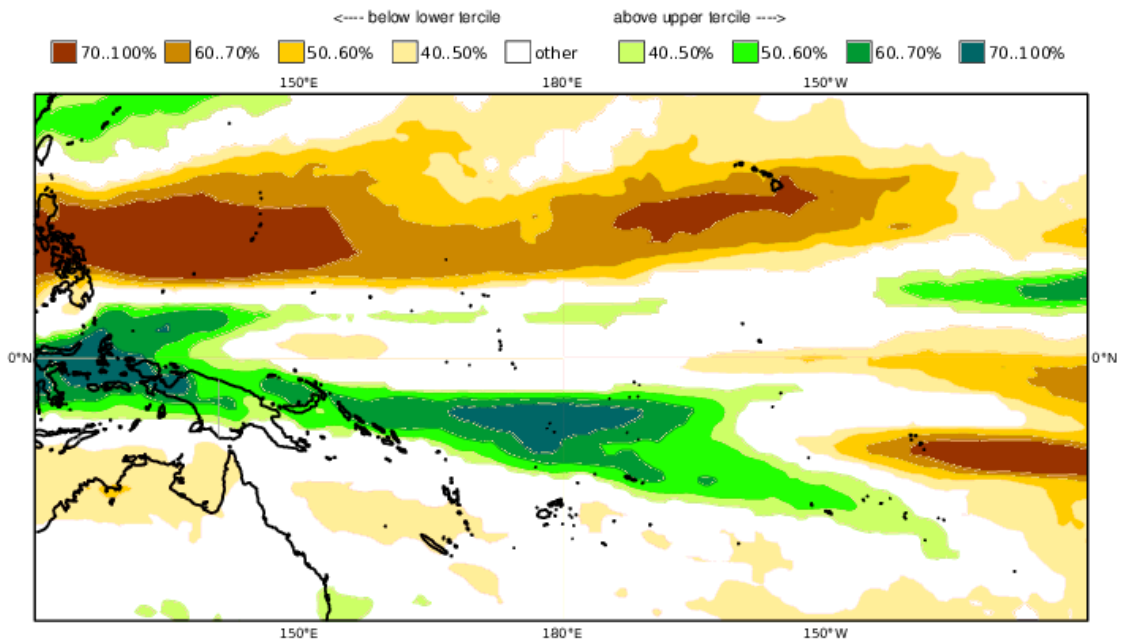 <---- below lower tercile above upper tercile ---->
70..100% 60..70% 50..60% 40..50% other 40..50% 50..60% 60..70% 70..100%
150°E 180°E 150°W
0°N 0°N
150°E 180°E 150°W